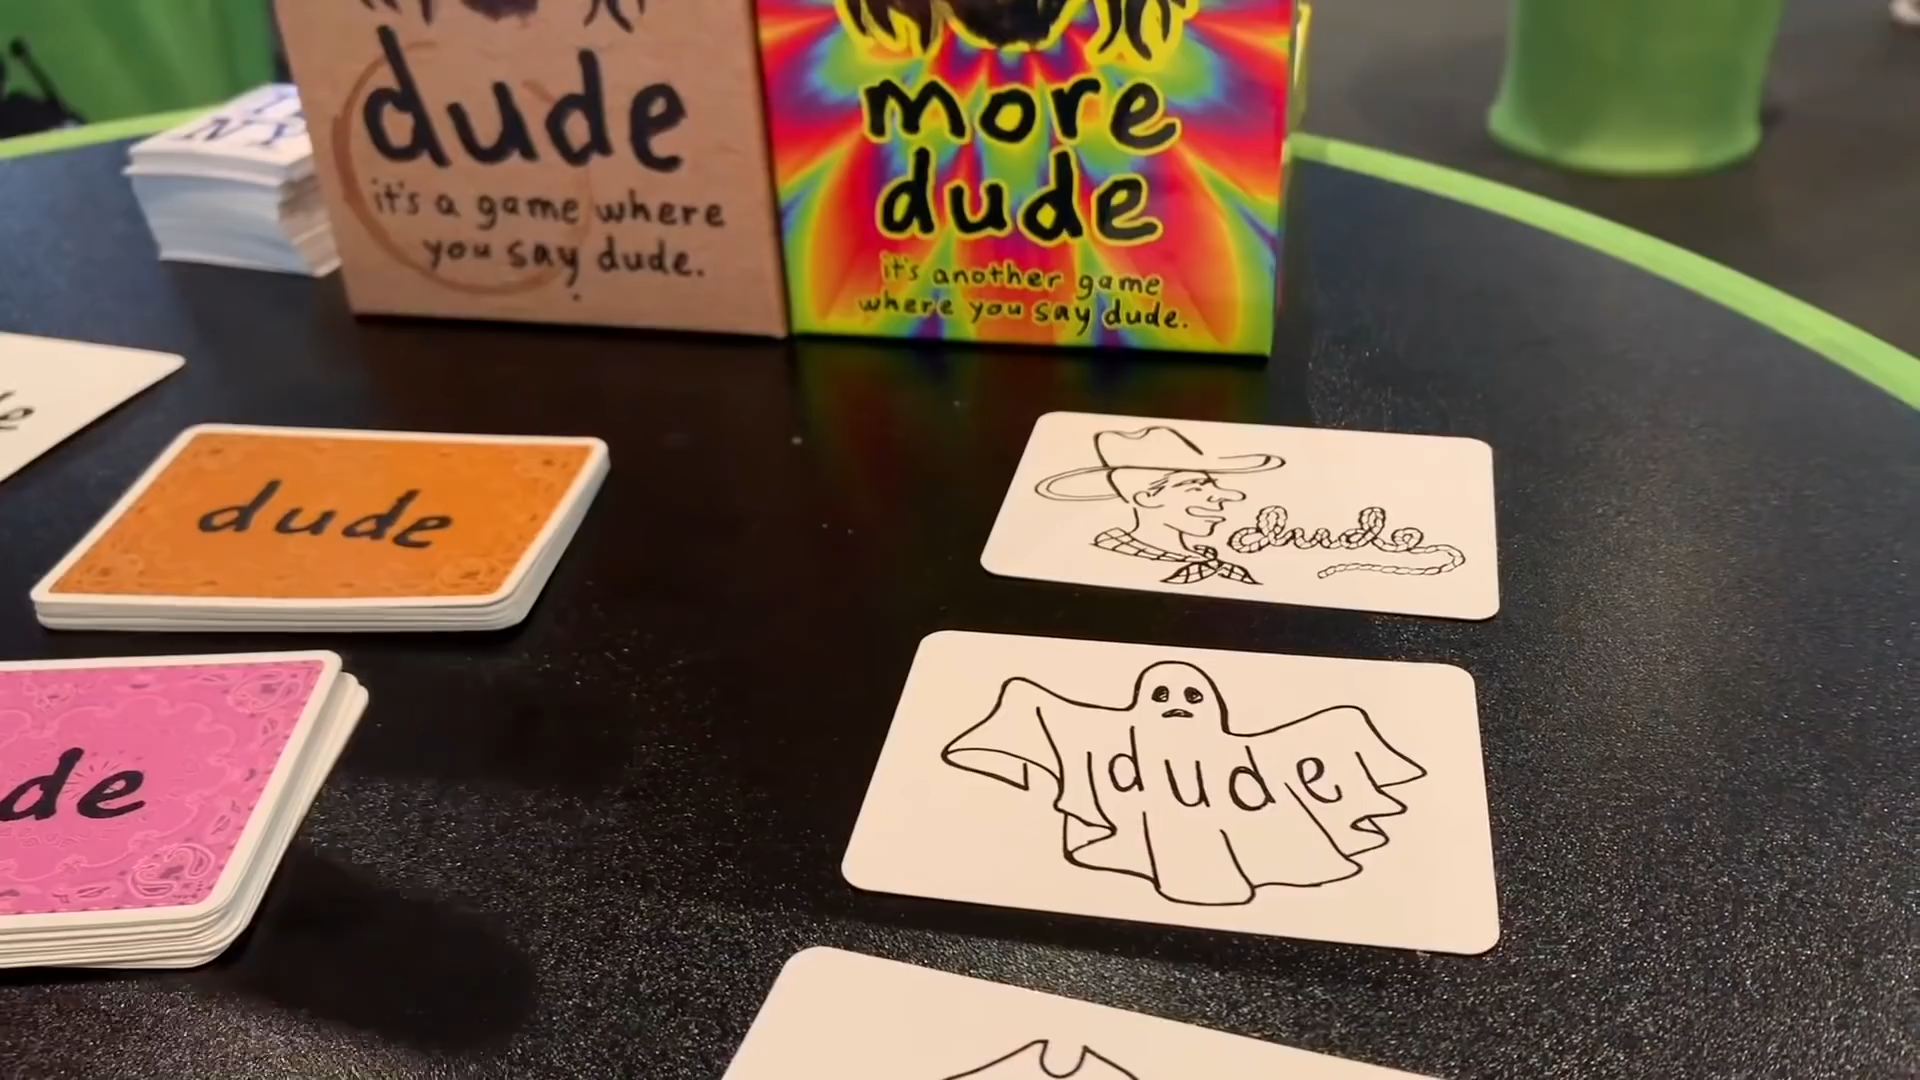 dude
it's a game where
you say dude.
more
dude
it's another game
where you say dude.
NY
dude
dude
dude
de